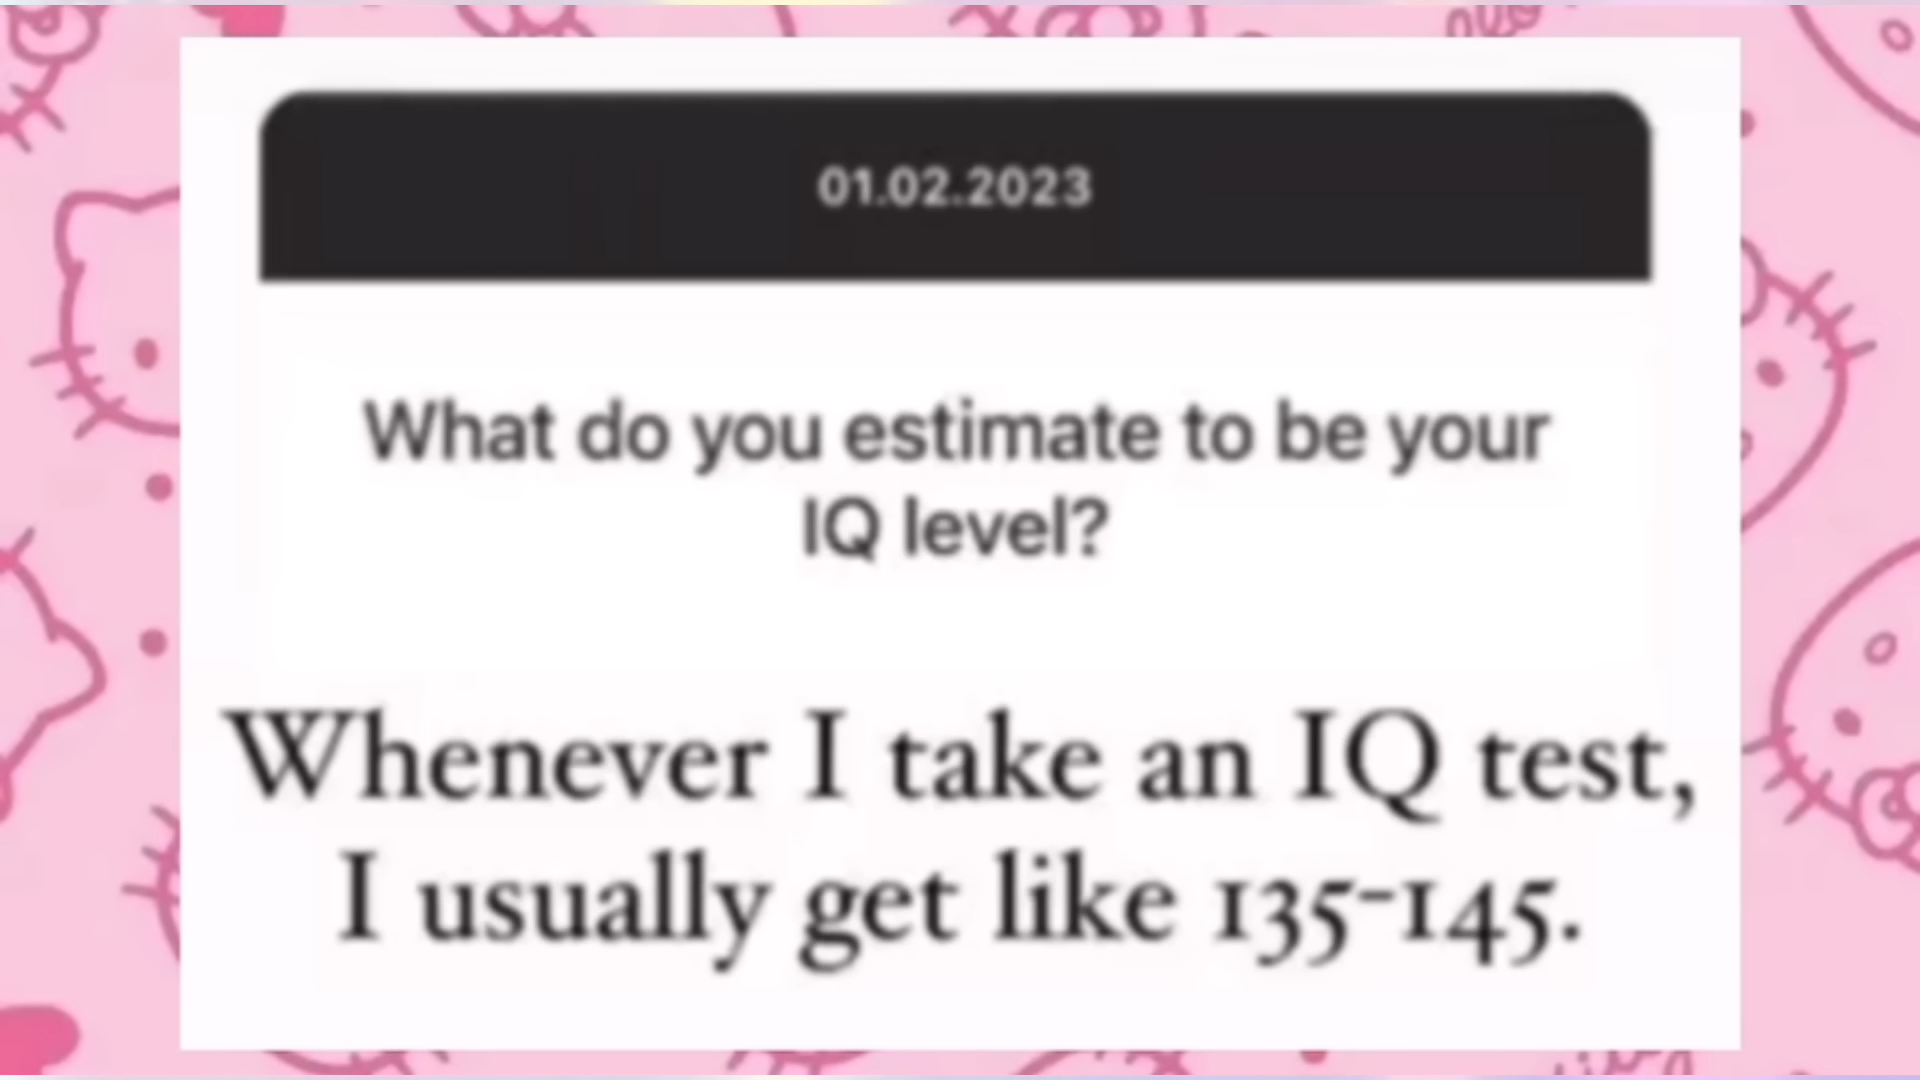 01.02.2023
What do you estimate to be your
IQ level?
Whenever I take an IQ test,
I usually get like 135-145.